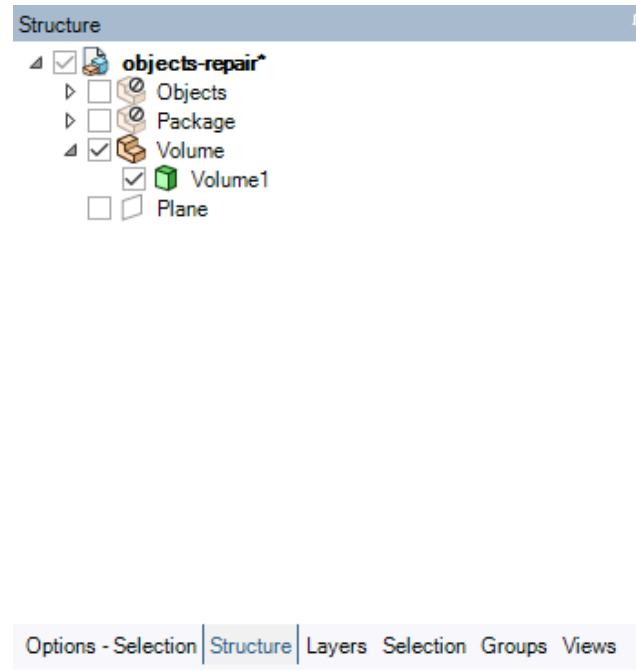 Structure
objects-repair*
Objects
Package
Volume
Volume1
Plane
Options - Selection Structure Layers Selection Groups Views